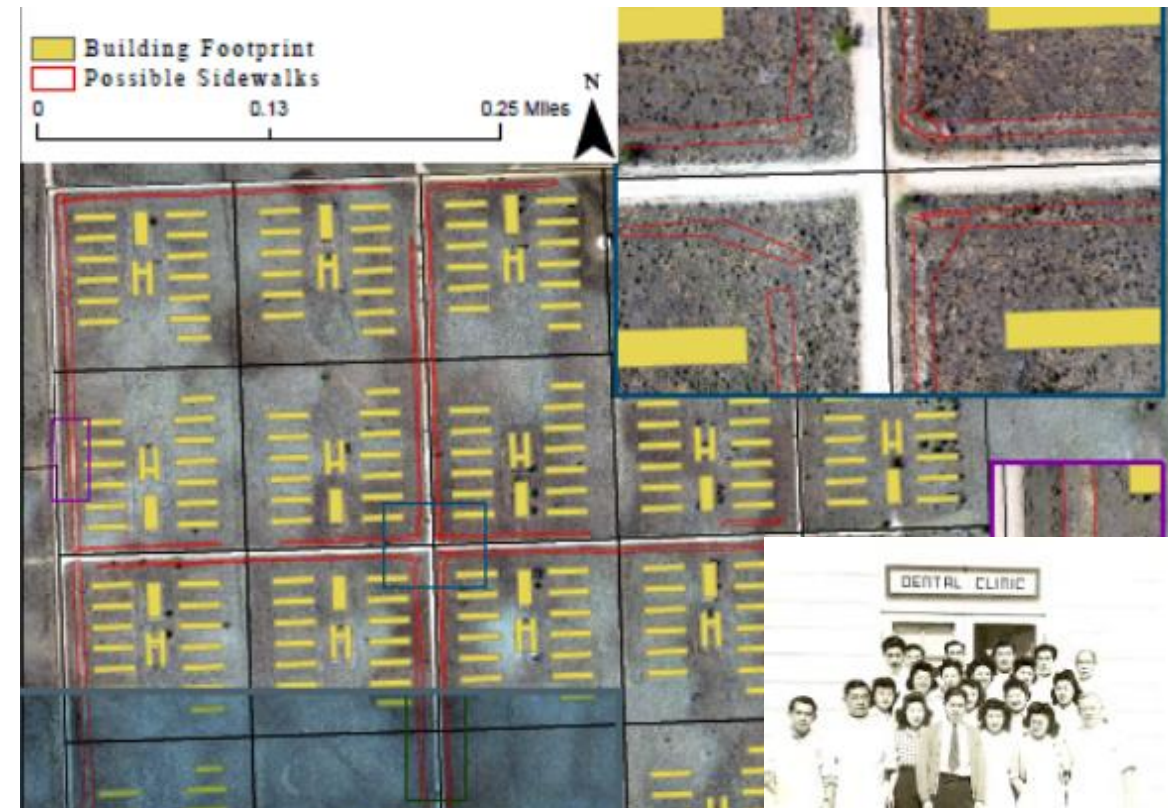 Building Footprint
Possible Sidewalks
0 0.13 0.25 Miles
N
DENTAL CLINIC